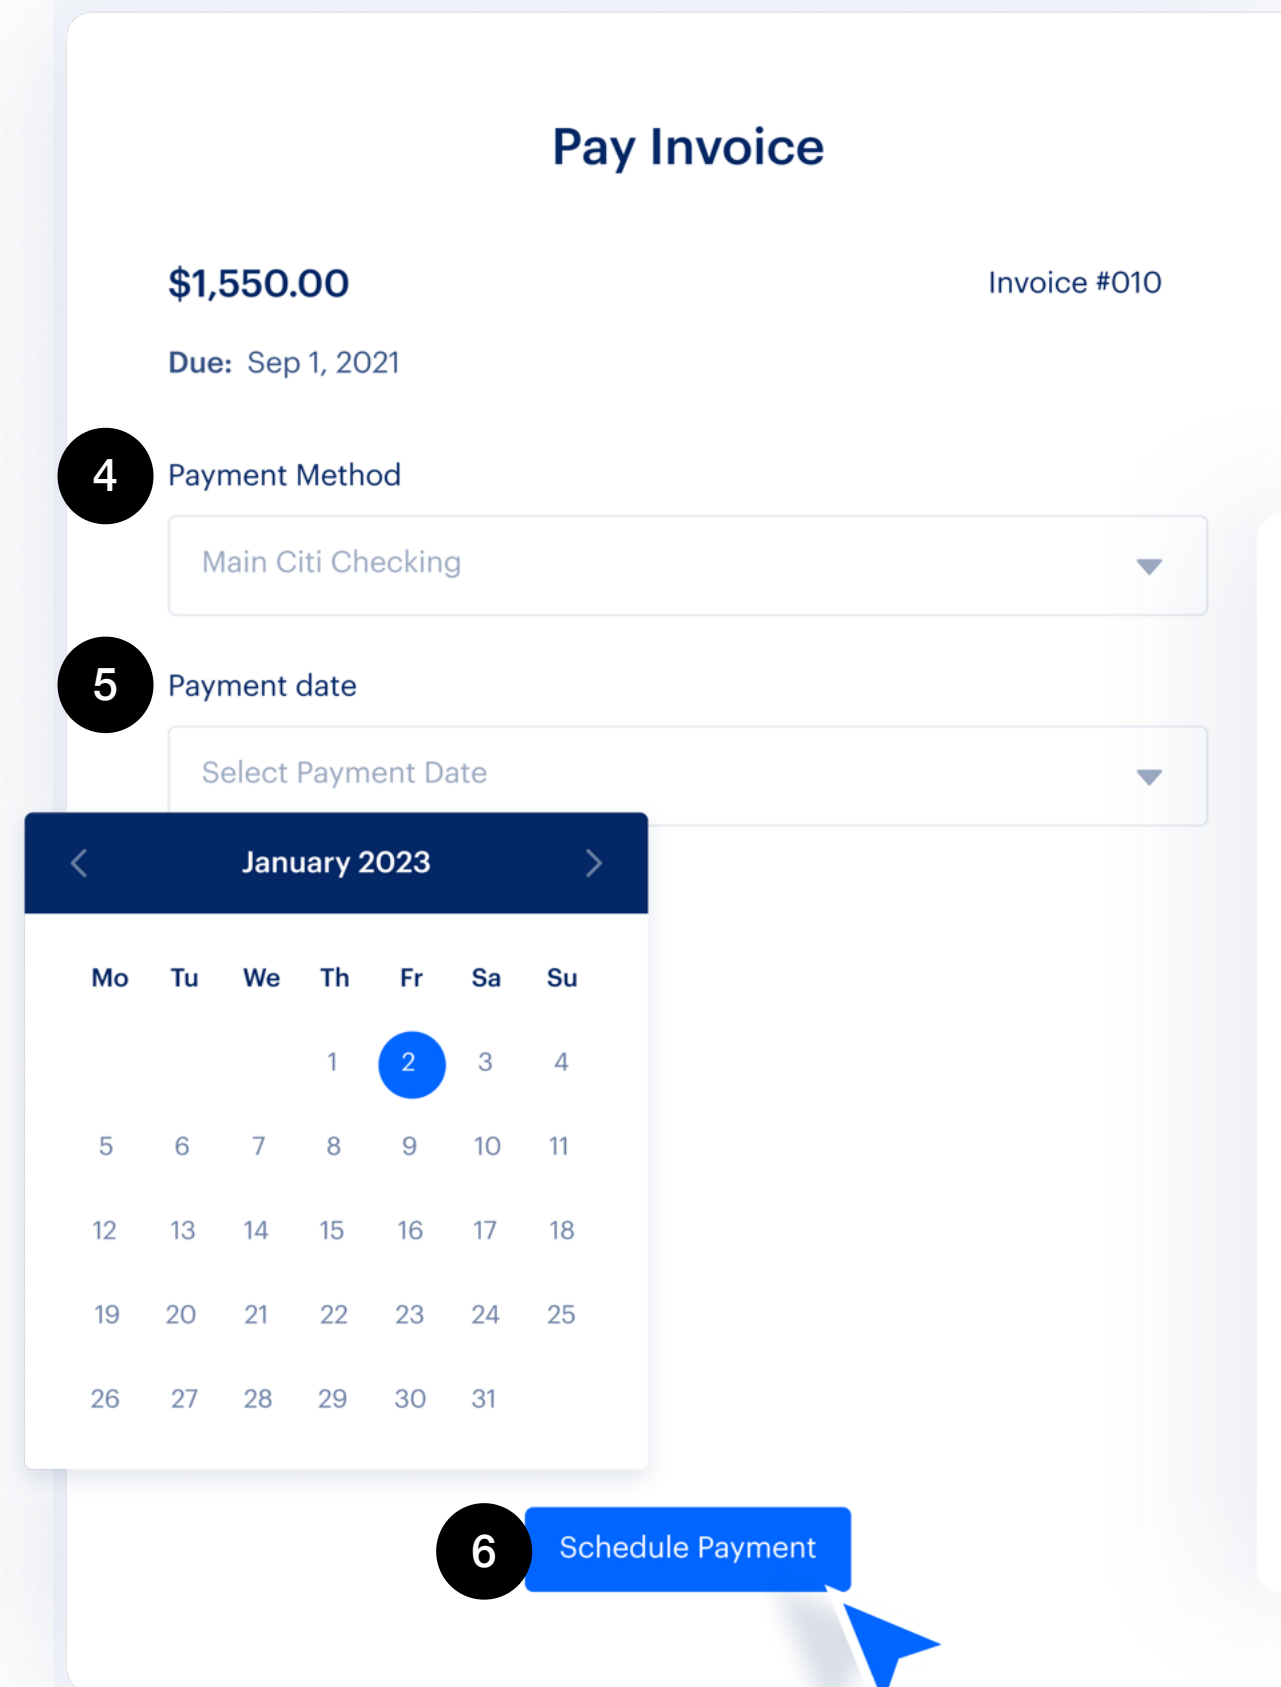 Pay Invoice
$1,550.00 Invoice #010
Due: Sep 1, 2021
4 Payment Method
Main Citi Checking
5 Payment date
Select Payment Date
January 2023
Mo Tu We Th Fr Sa Su
1 2 3 4
5 6 7 8 9 10 11
12 13 14 15 16 17 18
19 20 21 22 23 24 25
26 27 28 29 30 31
6 Schedule Payment